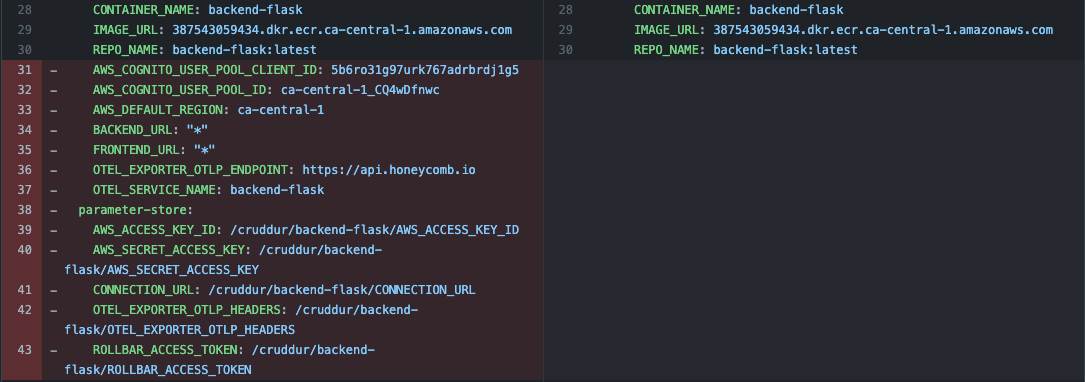 28 CONTAINER_NAME: backend-flask
29 IMAGE_URL: 387543059434.dkr.ecr.ca-central-1.amazonaws.com
30 REPO_NAME: backend-flask:latest
31 - AWS_COGNITO_USER_POOL_CLIENT_ID: 5b6ro31g97urk767adrbrdj1g5
32 - AWS_COGNITO_USER_POOL_ID: ca-central-1_CQ4wDfnwc
33 - AWS_DEFAULT_REGION: ca-central-1
34 - BACKEND_URL: "*"
35 - FRONTEND_URL: "*"
36 - OTEL_EXPORTER_OTLP_ENDPOINT: https://api.honeycomb.io
37 - OTEL_SERVICE_NAME: backend-flask
38 - parameter-store:
39 - AWS_ACCESS_KEY_ID: /cruddur/backend-flask/AWS_ACCESS_KEY_ID
40 - AWS_SECRET_ACCESS_KEY: /cruddur/backend-
flask/AWS_SECRET_ACCESS_KEY
41 - CONNECTION_URL: /cruddur/backend-flask/CONNECTION_URL
42 - OTEL_EXPORTER_OTLP_HEADERS: /cruddur/backend-
flask/OTEL_EXPORTER_OTLP_HEADERS
43 - ROLLBAR_ACCESS_TOKEN: /cruddur/backend-
flask/ROLLBAR_ACCESS_TOKEN
28 CONTAINER_NAME: backend-flask
29 IMAGE_URL: 387543059434.dkr.ecr.ca-central-1.amazonaws.com
30 REPO_NAME: backend-flask:latest